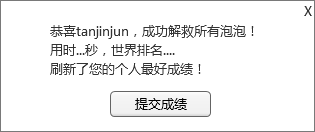 X
恭喜tanjinjun，成功解救所有泡泡！
用时...秒，世界排名....
刷新了您的个人最好成绩！
提交成绩